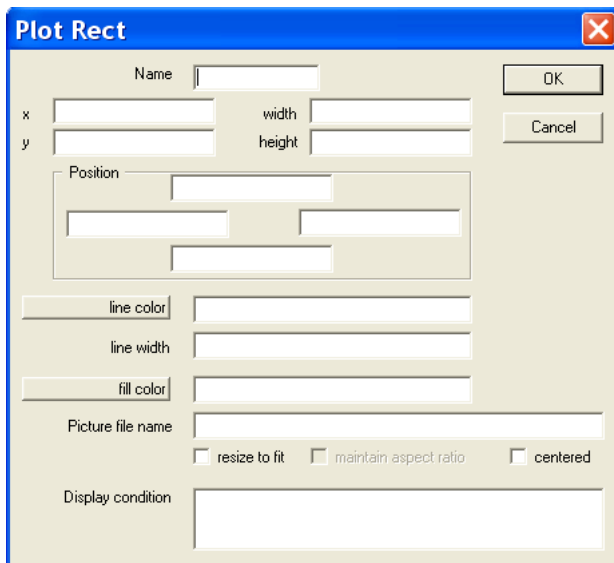 Plot Rect
Name
OK
x width
y height
Cancel
Position
line color
line width
fill color
Picture file name
resize to fit maintain aspect ratio centered
Display condition